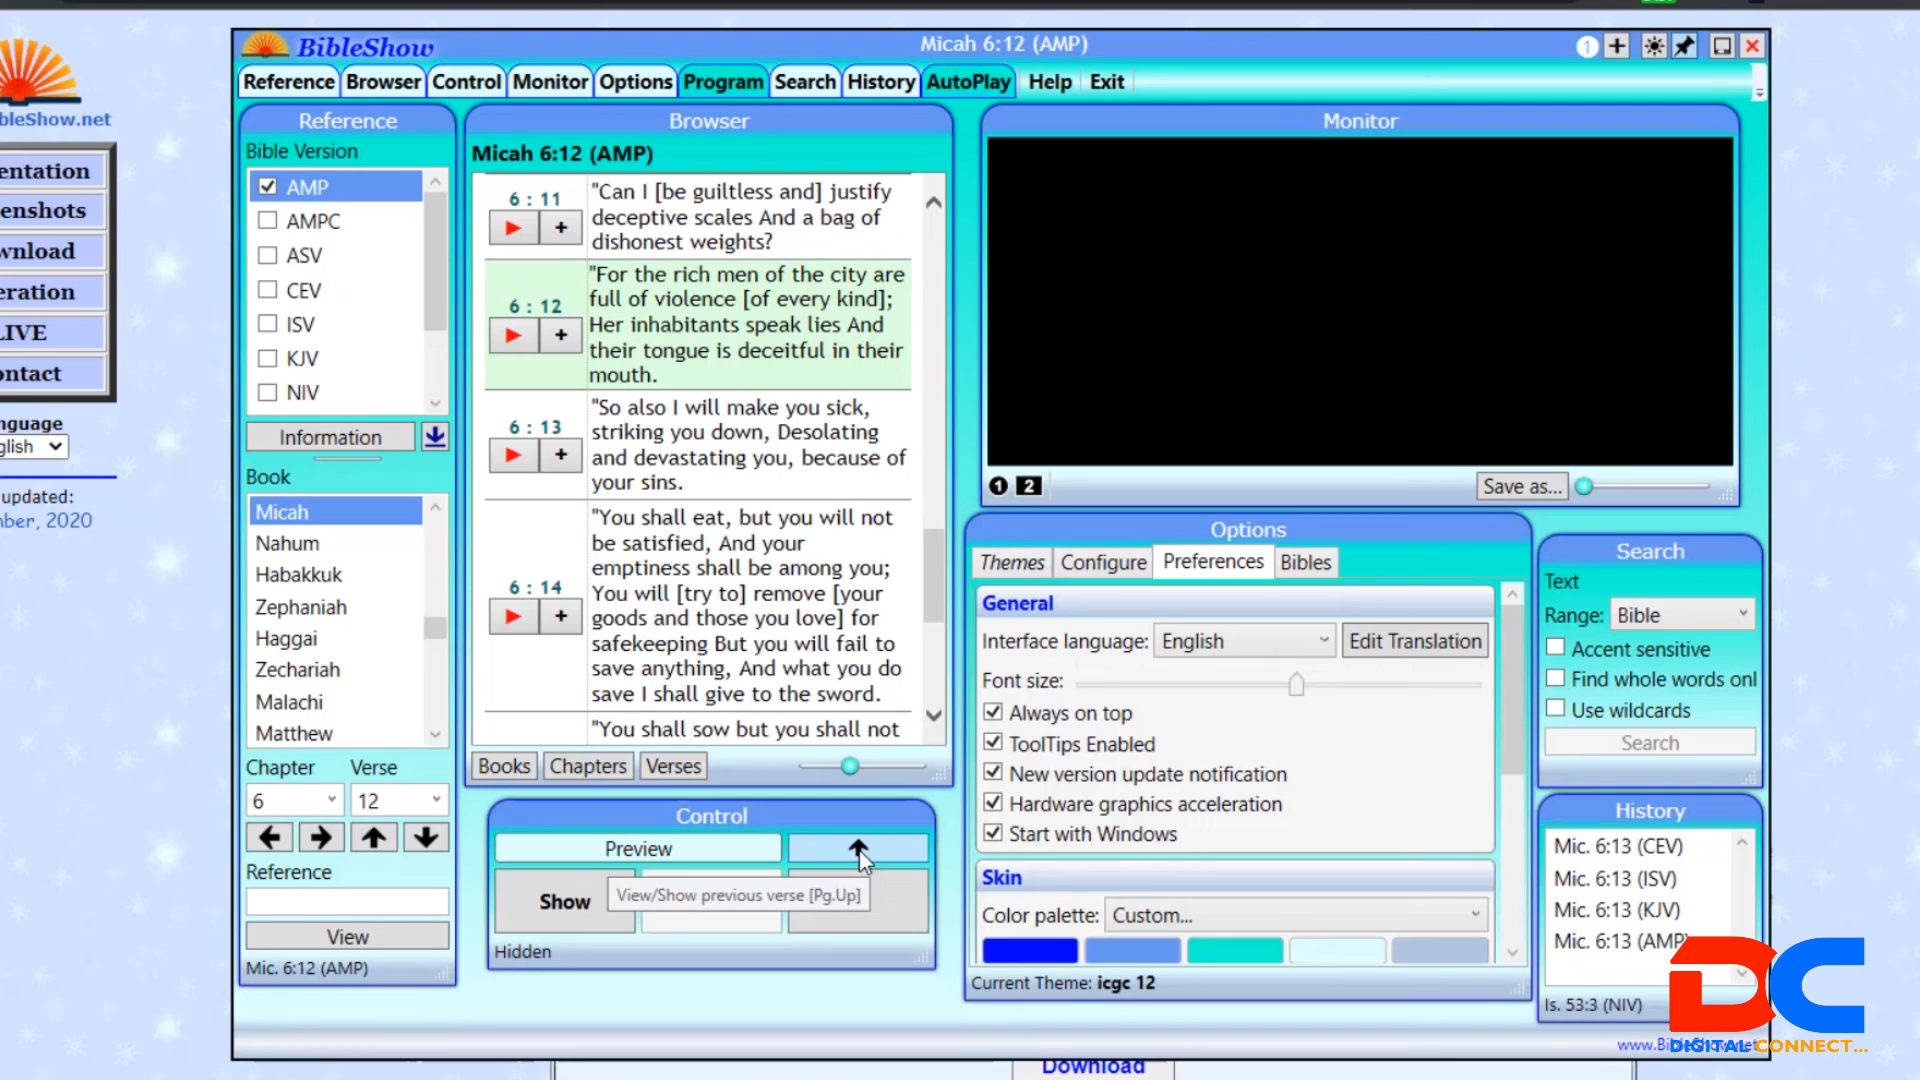 BibleShow
Micah 6:12 (AMP)
1
Reference Browser Control Monitor Options Program Search History AutoPlay Help Exit
bleShow.net
entation
enshots
wnload
eration
LIVE
ontact
nguage
glish
updated:
ber, 2020
Reference
Bible Version
AMP
AMPC
ASV
CEV
ISV
KJV
NIV
Information
Book
Micah
Nahum
Habakkuk
Zephaniah
Haggai
Zechariah
Malachi
Matthew
Chapter Verse
6 12
Reference
View
Mic. 6:12 (AMP)
Browser
Micah 6:12 (AMP)
6 : 11
"Can I [be guiltless and] justify
deceptive scales And a bag of
dishonest weights?
6 : 12
"For the rich men of the city are
full of violence [of every kind];
Her inhabitants speak lies And
their tongue is deceitful in their
mouth.
6 : 13
"So also I will make you sick,
striking you down, Desolating
and devastating you, because of
your sins.
6 : 14
"You shall eat, but you will not
be satisfied, And your
emptiness shall be among you;
You will [try to] remove [your
goods and those you love] for
safekeeping But you will fail to
save anything, And what you do
save I shall give to the sword.
"You shall sow but you shall not
Books Chapters Verses
Control
Preview
Show
View/Show previous verse [Pg.Up]
Hidden
Monitor
1 2
Save as...
Options
Themes Configure Preferences Bibles
General
Interface language: English Edit Translation
Font size:
Always on top
ToolTips Enabled
New version update notification
Hardware graphics acceleration
Start with Windows
Skin
Color palette: Custom...
Current Theme: icgc 12
Search
Text
Range: Bible
Accent sensitive
Find whole words onl
Use wildcards
Search
History
Mic. 6:13 (CEV)
Mic. 6:13 (ISV)
Mic. 6:13 (KJV)
Mic. 6:13 (AMP)
Is. 53:3 (NIV)
DC
DIGITAL CONNECT...
Download